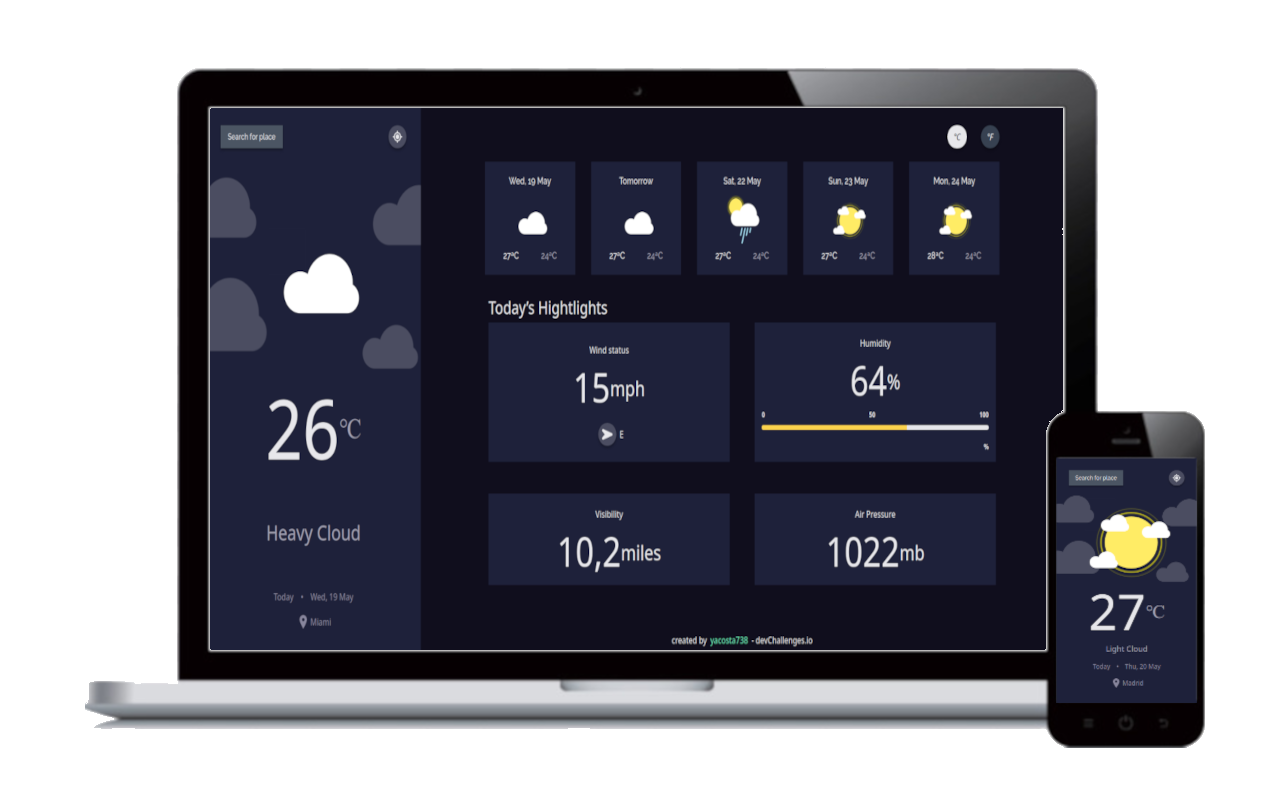 Search for place
°C °F
Wed, 19 May
27°C 24°C
Tomorrow
27°C 24°C
Sat, 22 May
27°C 24°C
Sun, 23 May
27°C 24°C
Mon, 24 May
28°C 24°C
26°C
Heavy Cloud
Today • Wed, 19 May
Miami
Today's Hightlights
Wind status
15mph
E
Humidity
64%
0 50 100
%
Visibility
10,2miles
Air Pressure
1022mb
created by yacosta738 - devChallenges.io
Search for place
27°C
Light Cloud
Today • Thu, 20 May
Madrid